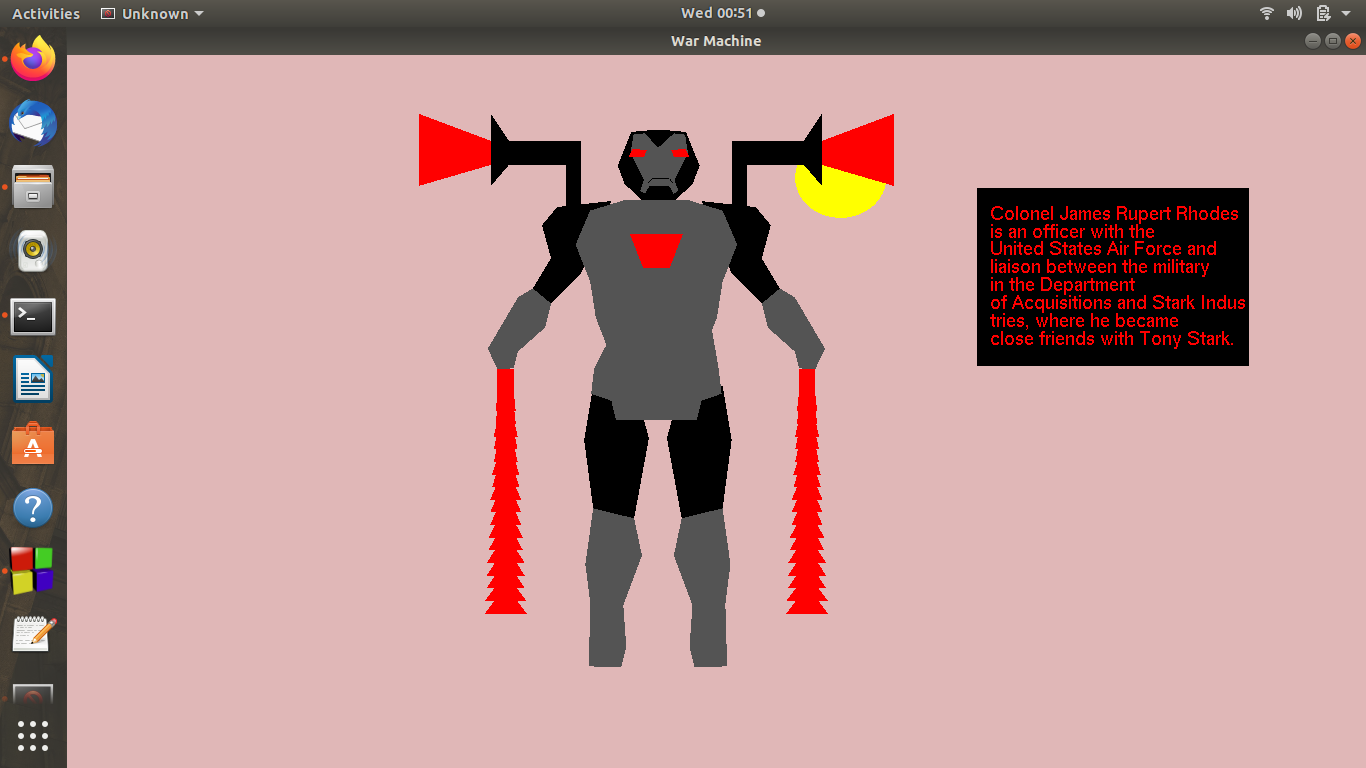 Activities
Unknown
Wed 00:51
War Machine
Colonel James Rupert Rhodes
is an officer with the
United States Air Force and
liaison between the military
in the Department
of Acquisitions and Stark Indus
tries, where he became
close friends with Tony Stark.